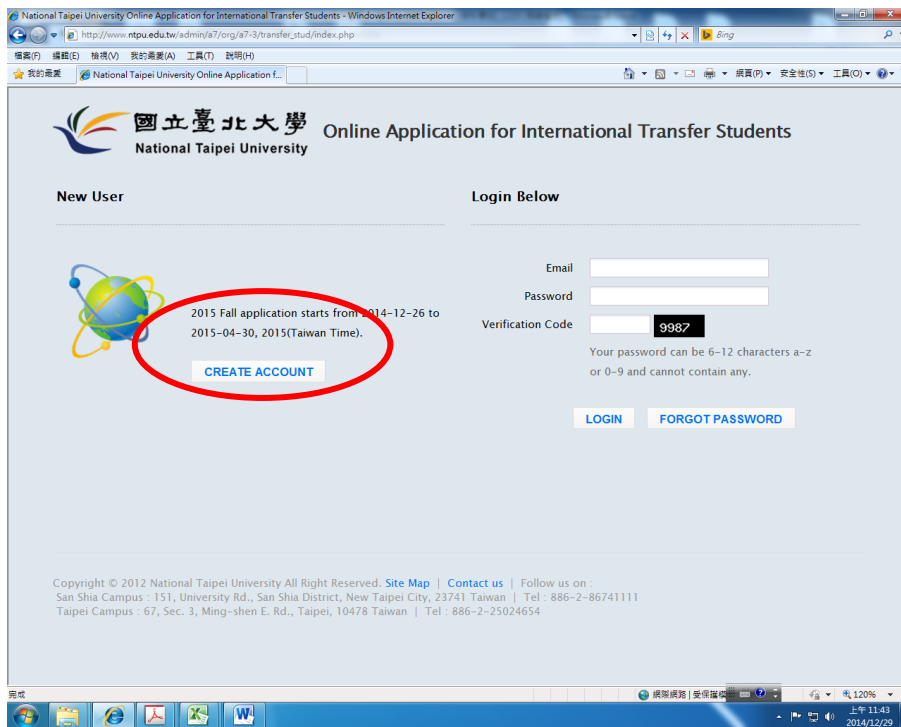 National Taipei University Online Application for International Transfer Students - Windows Internet Explorer
http://www.ntpu.edu.tw/admin/a7/org/a7-3/transfer_stud/index.php
Bing
檔案(F) 編輯(E) 檢視(V) 我的最愛(A) 工具(T) 說明(H)
我的最愛 National Taipei University Online Application f... 網頁(P) 安全性(S) 工具(O)
國立臺北大學
National Taipei University
Online Application for International Transfer Students
New User
Login Below
Email
Password
2015 Fall application starts from 2014-12-26 to
2015-04-30, 2015(Taiwan Time).
Verification Code 9987
Your password can be 6-12 characters a-z
or 0-9 and cannot contain any.
CREATE ACCOUNT
LOGIN FORGOT PASSWORD
Copyright © 2012 National Taipei University All Right Reserved. Site Map | Contact us | Follow us on :
San Shia Campus : 151, University Rd., San Shia District, New Taipei City, 23741 Taiwan | Tel : 886-2-86741111
Taipei Campus : 67, Sec. 3, Ming-shen E. Rd., Taipei, 10478 Taiwan | Tel : 886-2-25024654
完成 網際網路 | 受保護模 120%
上午 11:43
2014/12/29